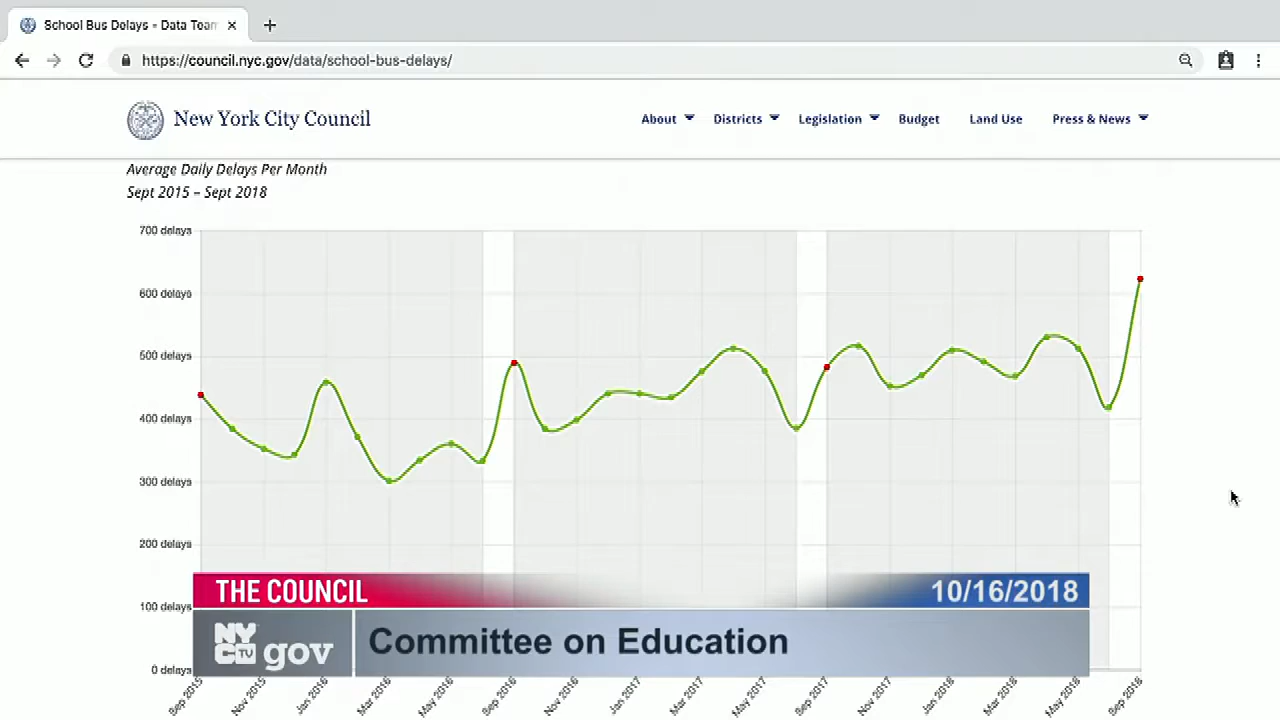 School Bus Delays - Data Team
https://council.nyc.gov/data/school-bus-delays/
New York City Council
About Districts Legislation Budget Land Use Press & News
Average Daily Delays Per Month
Sept 2015 – Sept 2018
700 delays
600 delays
500 delays
400 delays
300 delays
200 delays
100 delays
0 delays
THE COUNCIL 10/16/2018
NYC TV gov Committee on Education
Sep 2015 Nov 2015 Jan 2016 Mar 2016 May 2016 Sep 2016 Nov 2016 Jan 2017 Mar 2017 May 2017 Sep 2017 Nov 2017 Jan 2018 Mar 2018 May 2018 Sep 2018